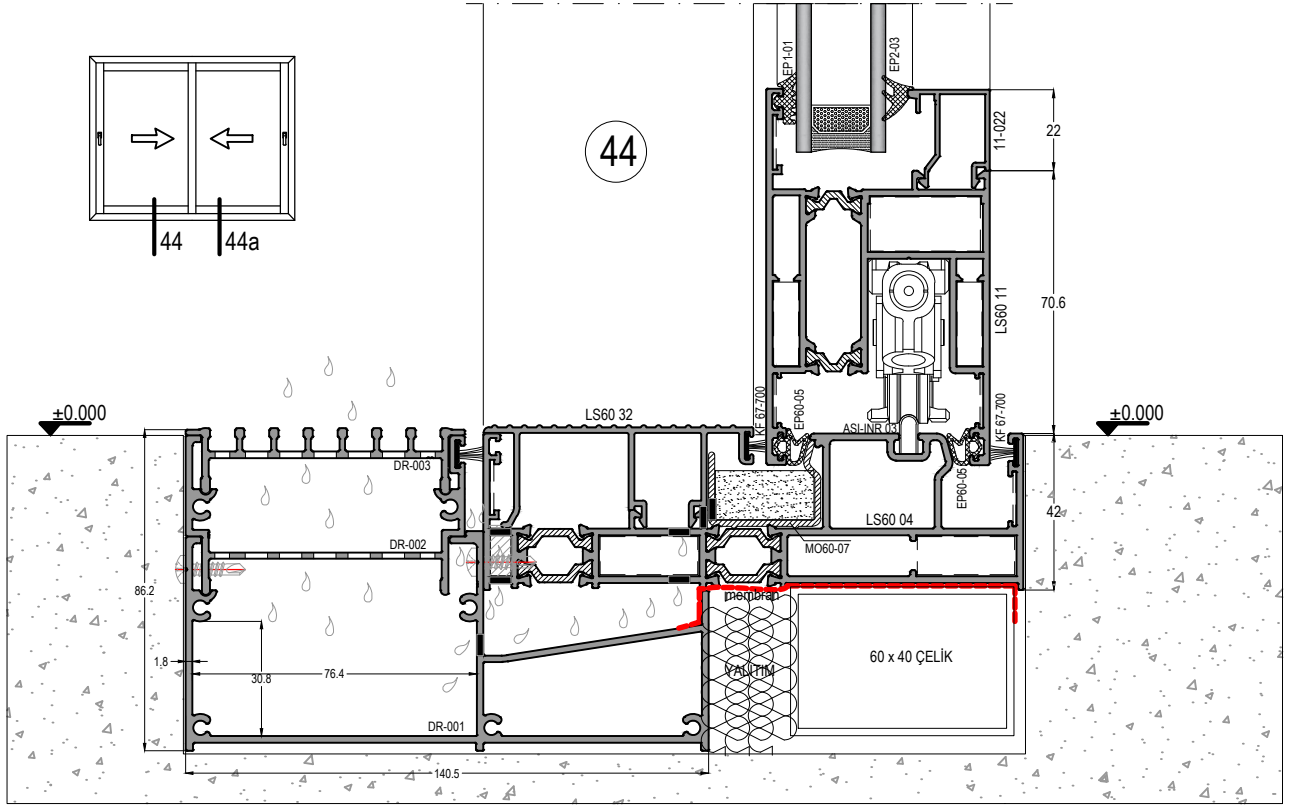 EP1-01
EP2-03
44
11-022
22
44
44a
LS60 11
70.6
±0.000
LS60 32
KF 67-700
EP60-05
ASI-INR 03
KF 67-700
±0.000
DR-003
EP60-05
42
LS60 04
DR-002
MO60-07
86.2
membran
1.8
76.4
30.8
YALITIM
60 x 40 ÇELİK
DR-001
140.5